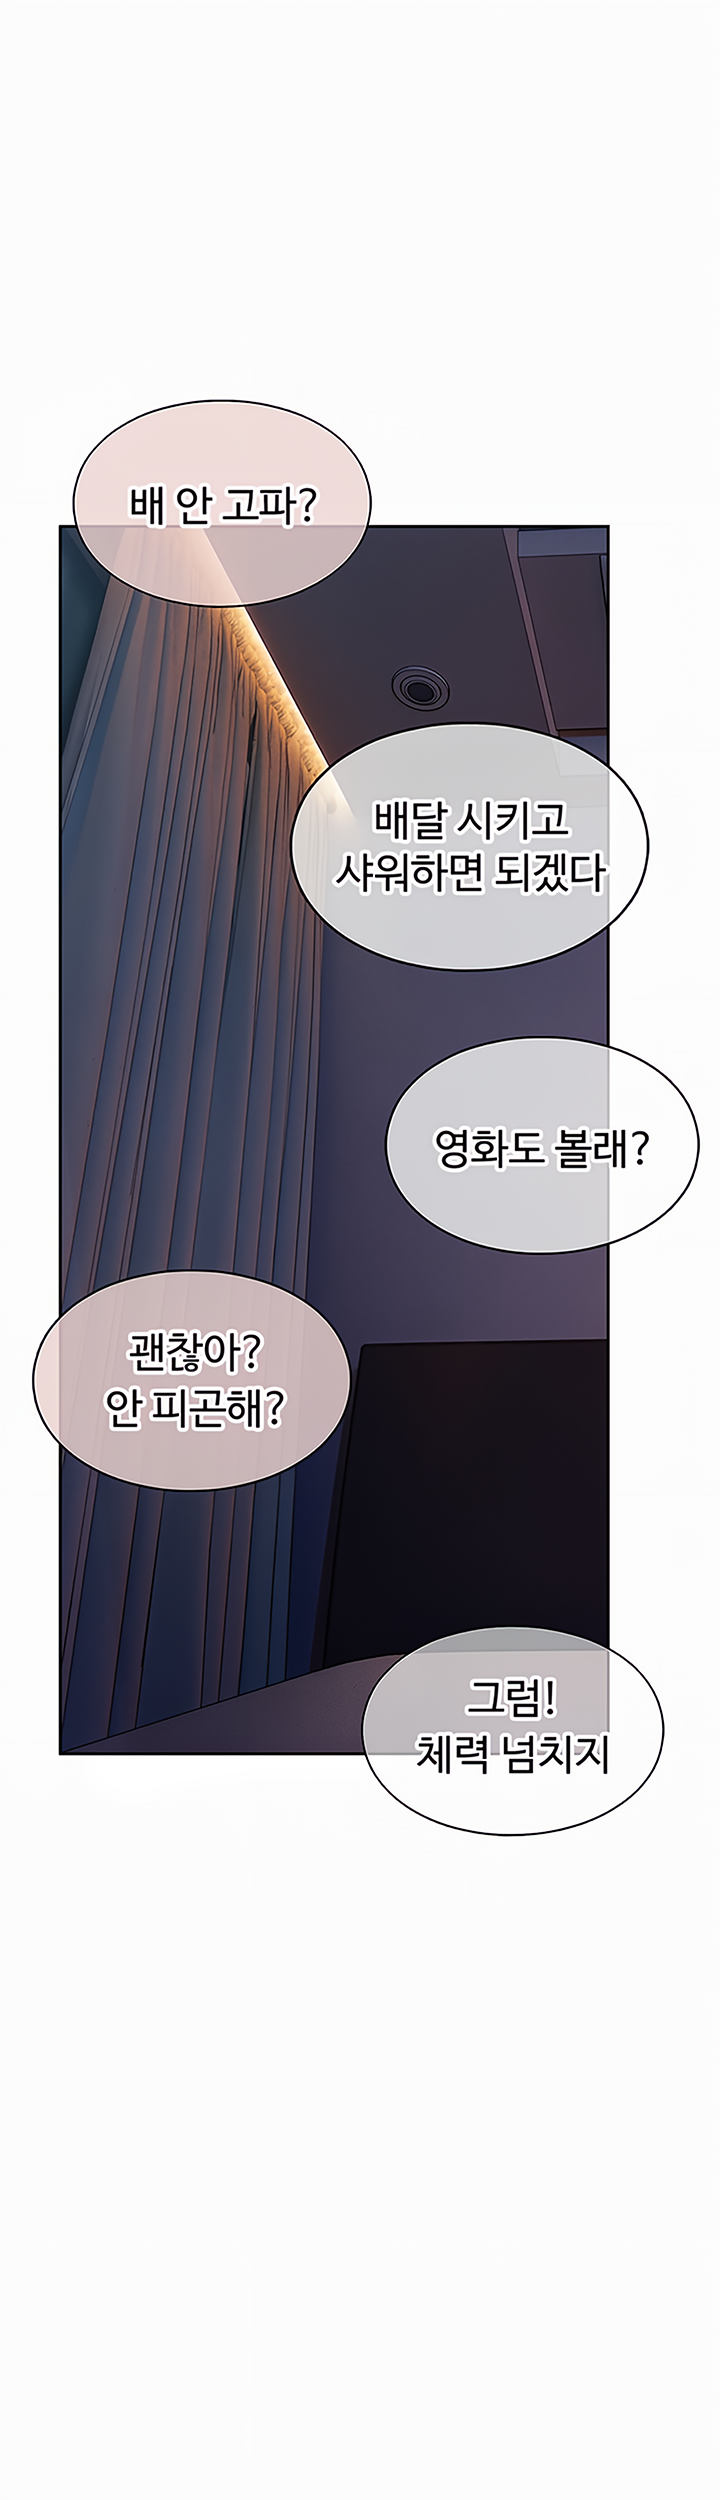 배 안 고파?
배달 시키고
샤워하면 되겠다
영화도 볼래?
괜찮아?
안 피곤해?
그럼!
체력 넘치지